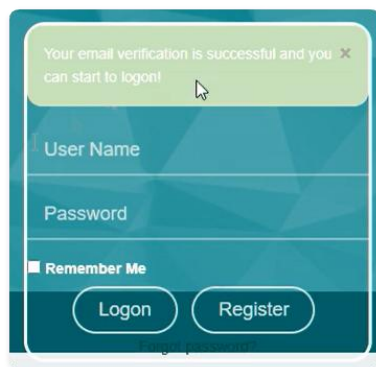 Your email verification is successful and you ×
can start to logon!
User Name
Password
Remember Me
Logon Register
Forgot password?